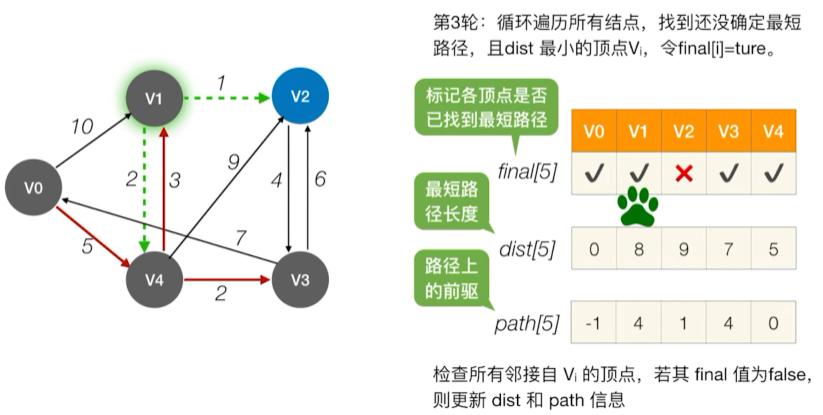 第3轮：循环遍历所有结点，找到还没确定最短
路径，且dist 最小的顶点Vi，令final[i]=ture。
标记各顶点是否
已找到最短路径
V0 V1 V2 V3 V4
final[5] ✔ ✔ ✘ ✔ ✔
最短路
径长度
dist[5] 0 8 9 7 5
路径上
的前驱
path[5] -1 4 1 4 0
检查所有邻接自 Vi 的顶点，若其 final 值为false，
则更新 dist 和 path 信息
V1
1
V2
10
2
3
9
4
6
V0
5
7
V4
2
V3